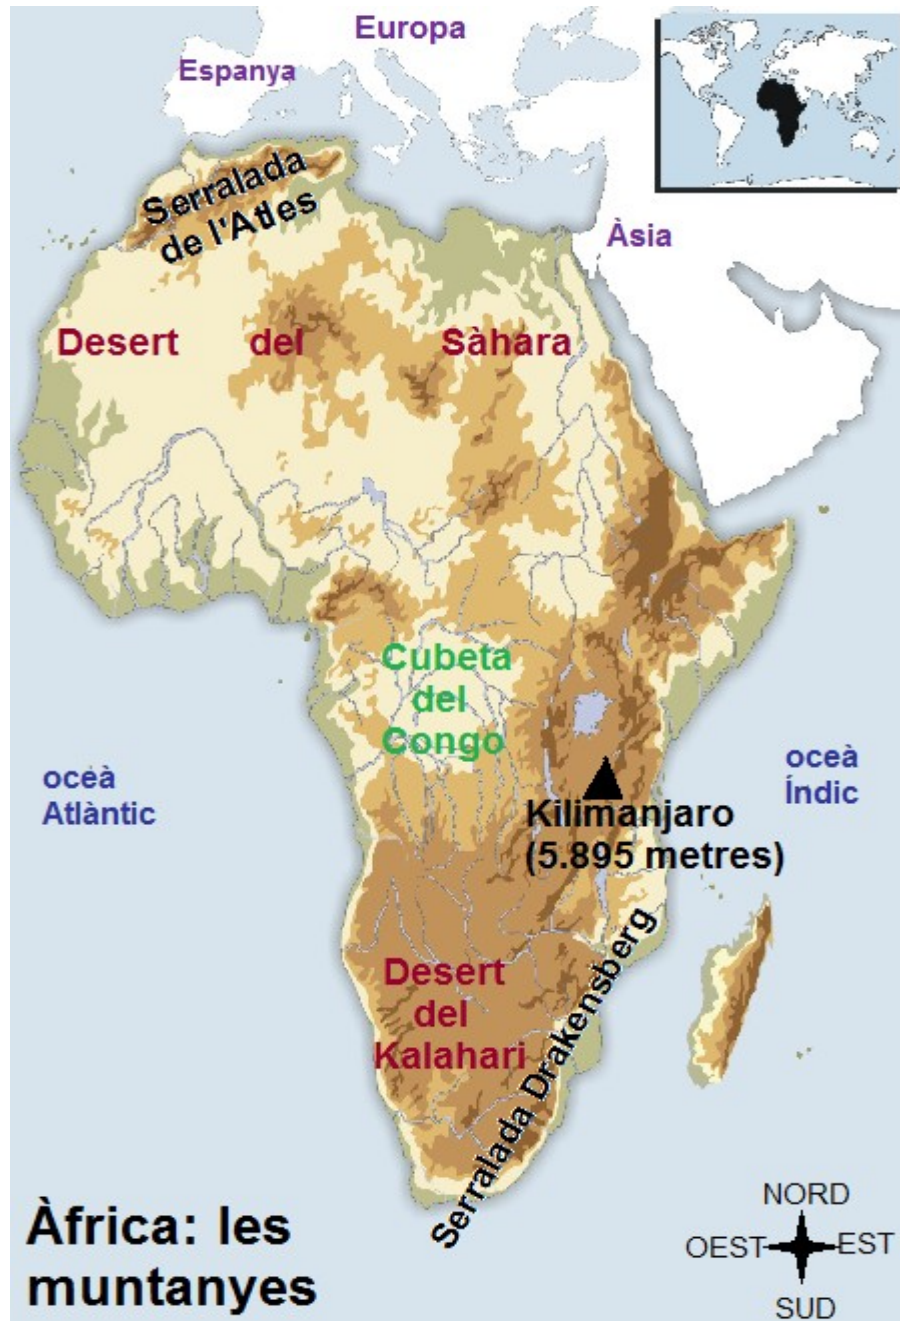 Europa
Espanya
Serralada
de l'Atles
Àsia
Desert del Sàhara
Cubeta
del
Congo
oceà
Atlàntic
oceà
Índic
Kilimanjaro
(5.895 metres)
Desert
del
Kalahari
Serralada Drakensberg
Àfrica: les
muntanyes
NORD
OEST EST
SUD